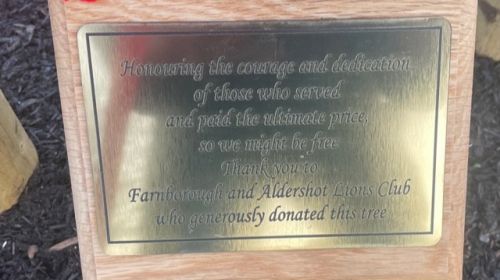 Honouring the courage and dedication
of those who served
and paid the ultimate price,
so we might be free
Thank you to
Farnborough and Aldershot Lions Club
who generously donated this tree